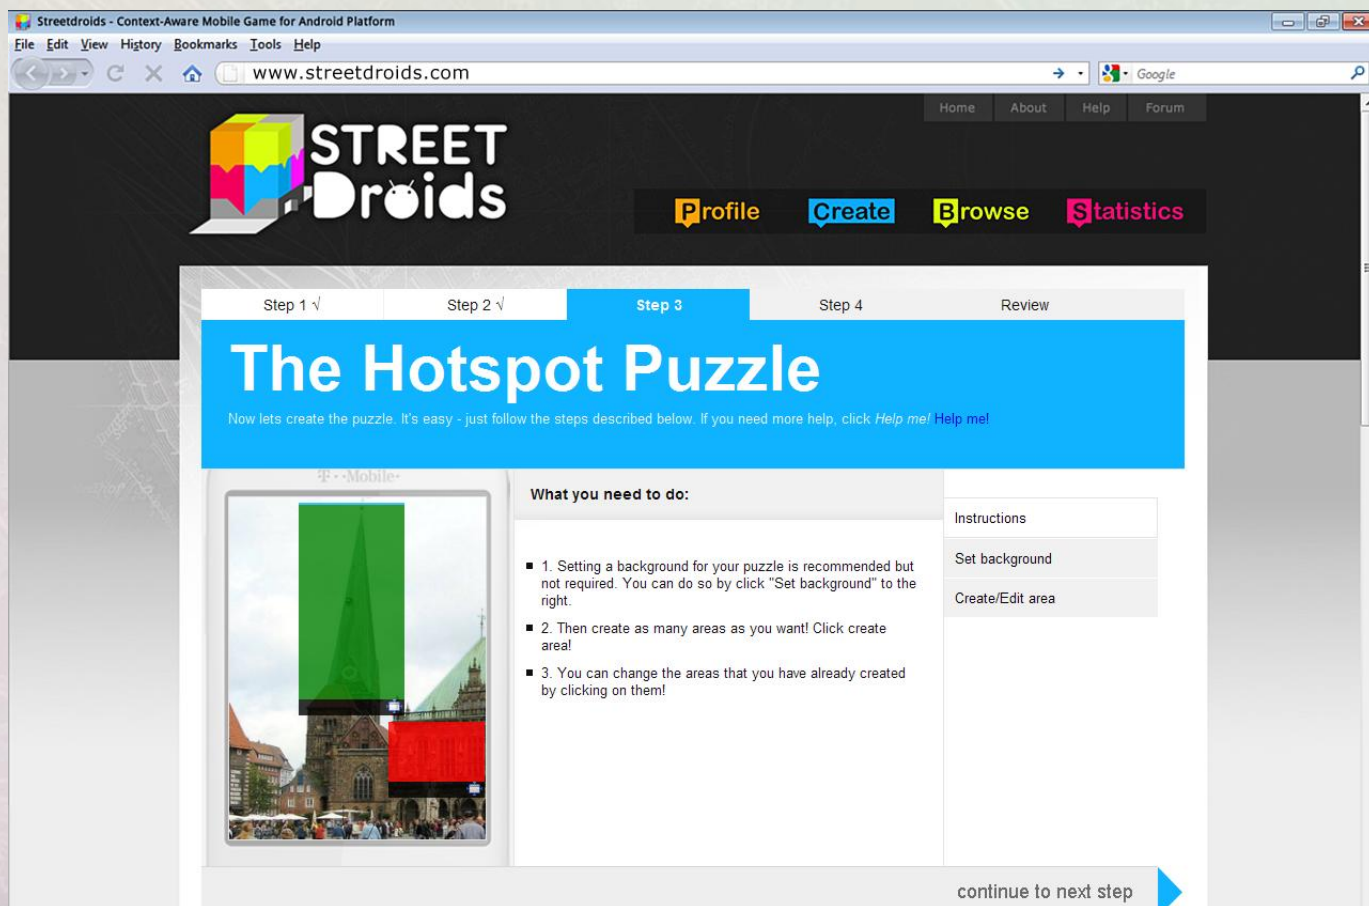 Streetdroids - Context-Aware Mobile Game for Android Platform
File Edit View History Bookmarks Tools Help
www.streetdroids.com
Google
Home About Help Forum
STREET
Droids
Profile Create Browse Statistics
Step 1 √ Step 2 √ Step 3 Step 4 Review
The Hotspot Puzzle
Now lets create the puzzle. It's easy - just follow the steps described below. If you need more help, click Help me! Help me!
T··Mobile·
What you need to do:
■ 1. Setting a background for your puzzle is recommended but
not required. You can do so by click "Set background" to the
right.
■ 2. Then create as many areas as you want! Click create
area!
■ 3. You can change the areas that you have already created
by clicking on them!
Instructions
Set background
Create/Edit area
continue to next step